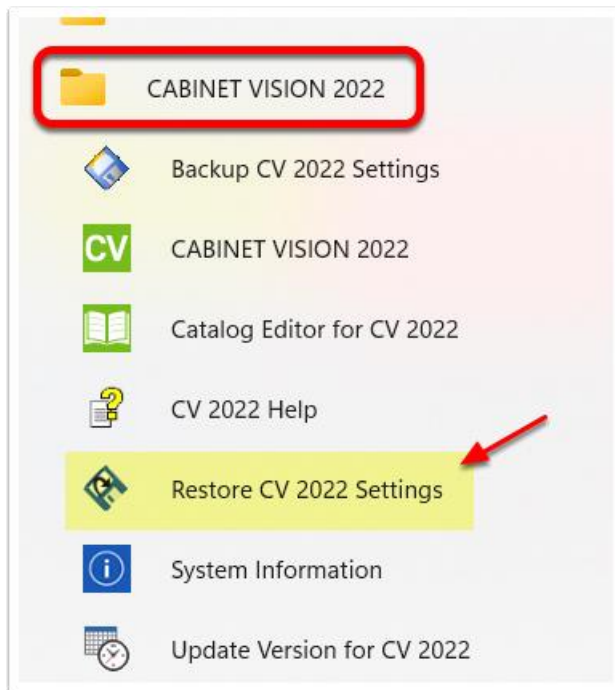 CABINET VISION 2022
Backup CV 2022 Settings
CV CABINET VISION 2022
Catalog Editor for CV 2022
CV 2022 Help
Restore CV 2022 Settings
System Information
Update Version for CV 2022